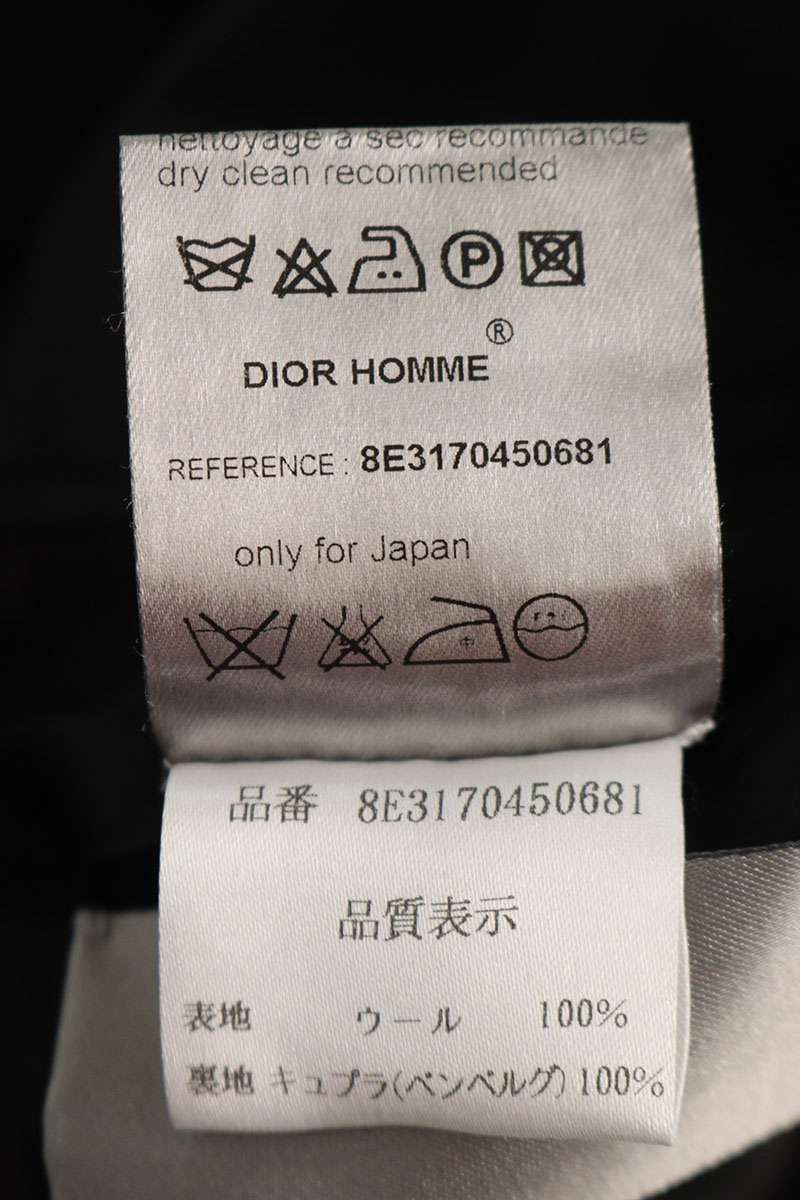 nettoyage a sec recommande
dry clean recommended
P
DIOR HOMME®
REFERENCE : 8E3170450681
only for Japan
中
品番 8E3170450681
品質表示
表地 ウール 100%
裏地 キュプラ(ベンベルグ) 100%